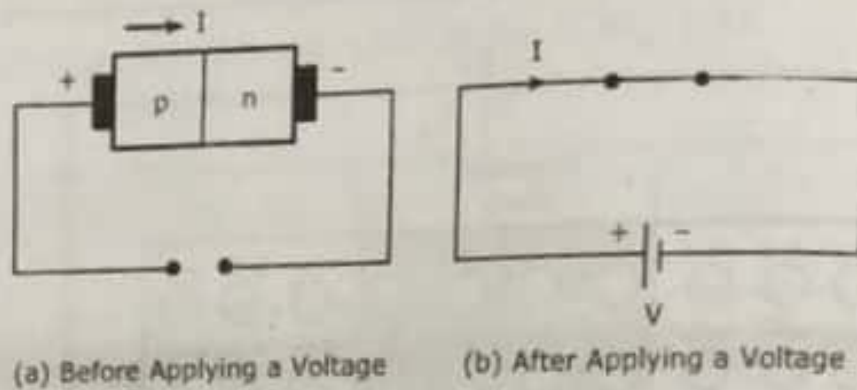 I
+
-
p
n
(a) Before Applying a Voltage
I
+
-
V
(b) After Applying a Voltage